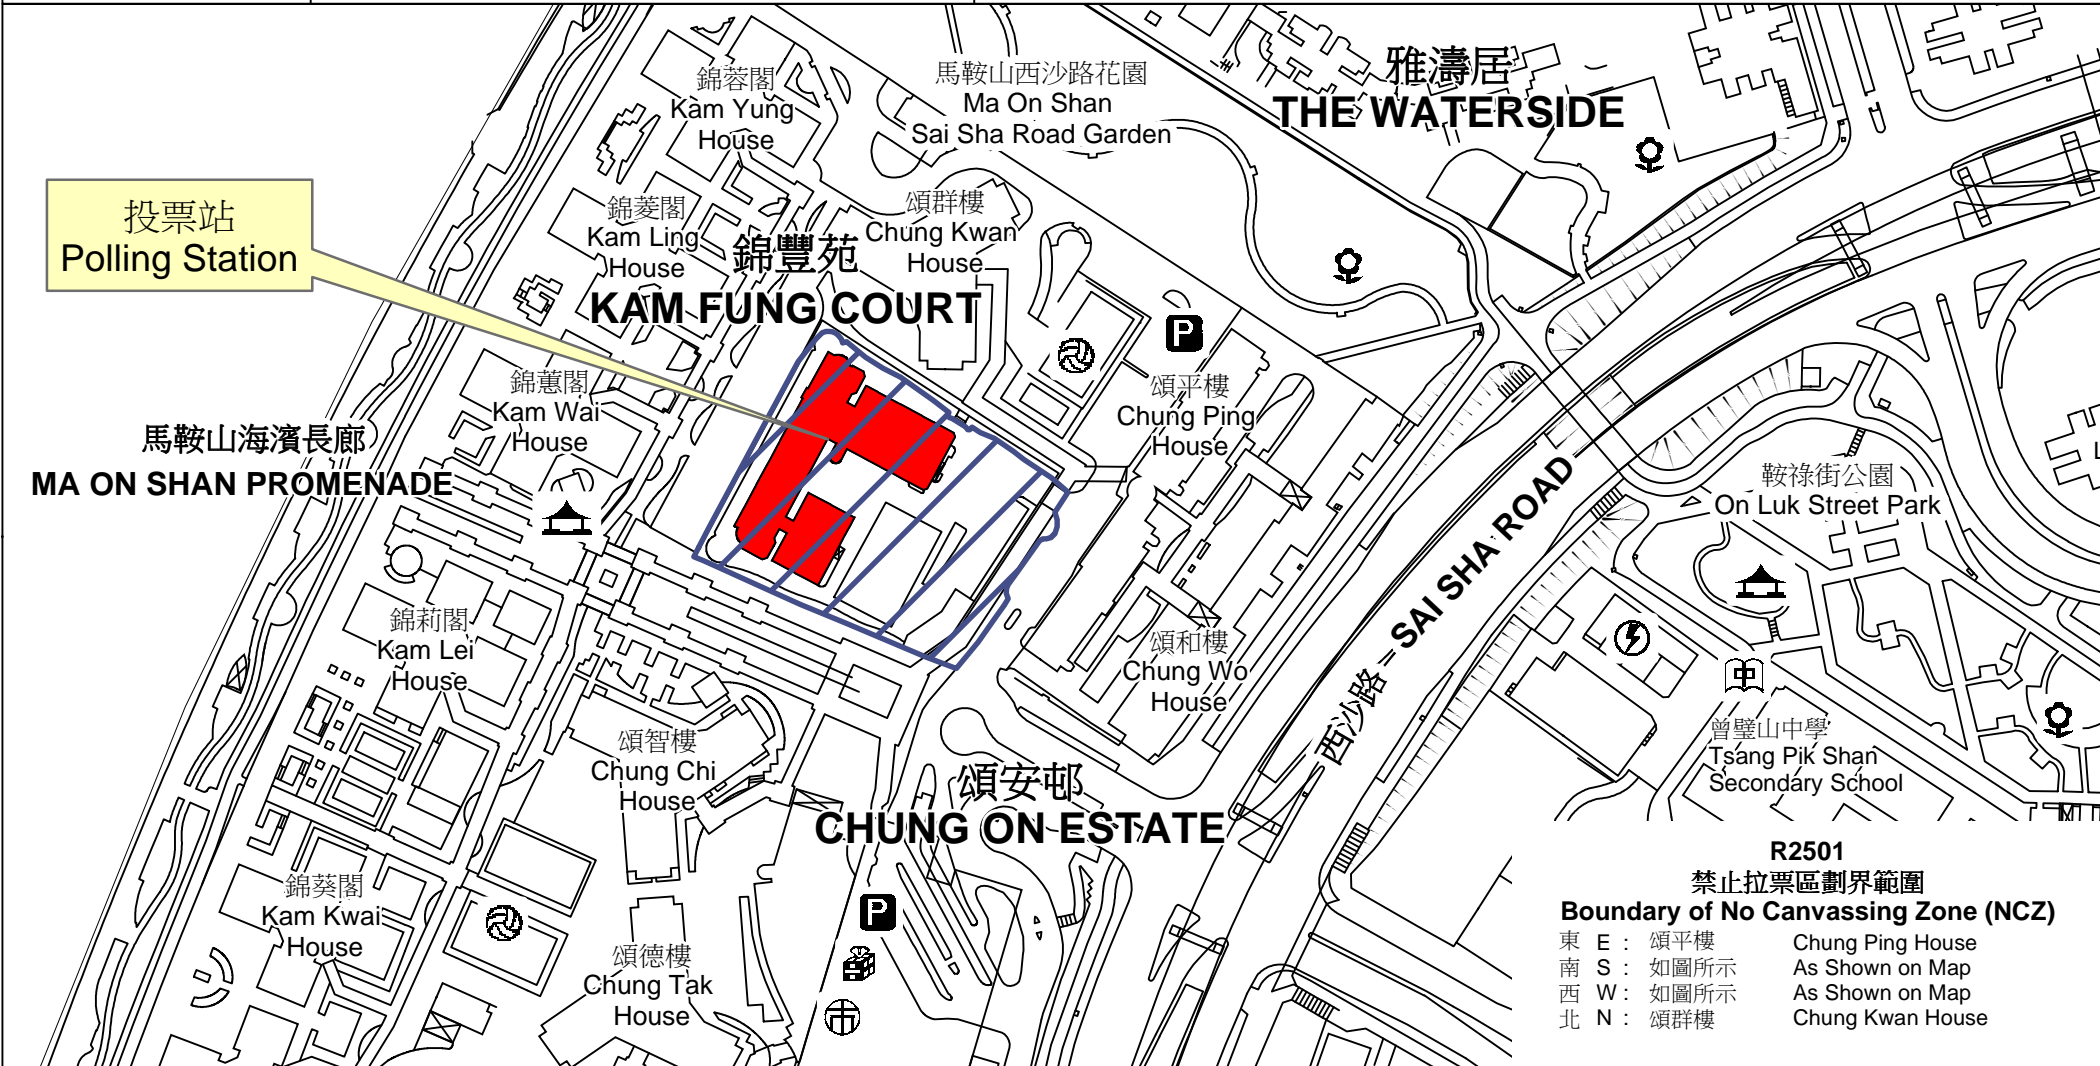 錦蓉閣
Kam Yung
House
馬鞍山西沙路花園
Ma On Shan
Sai Sha Road Garden
雅濤居
THE WATERSIDE
投票站
Polling Station
錦菱閣
Kam Ling
House
頌群樓
Chung Kwan
House
錦豐苑
KAM FUNG COURT
P
頌平樓
Chung Ping
House
錦蕙閣
Kam Wai
House
馬鞍山海濱長廊
MA ON SHAN PROMENADE
鞍祿街公園
On Luk Street Park
西沙路 – SAI SHA ROAD
錦莉閣
Kam Lei
House
頌和樓
Chung Wo
House
中
曾璧山中學
Tsang Pik Shan
Secondary School
頌智樓
Chung Chi
House
頌安邨
CHUNG ON ESTATE
錦葵閣
Kam Kwai
House
P
頌德樓
Chung Tak
House
市
R2501
禁止拉票區劃界範圍
Boundary of No Canvassing Zone (NCZ)
東 E : 頌平樓 Chung Ping House
南 S : 如圖所示 As Shown on Map
西 W : 如圖所示 As Shown on Map
北 N : 頌群樓 Chung Kwan House